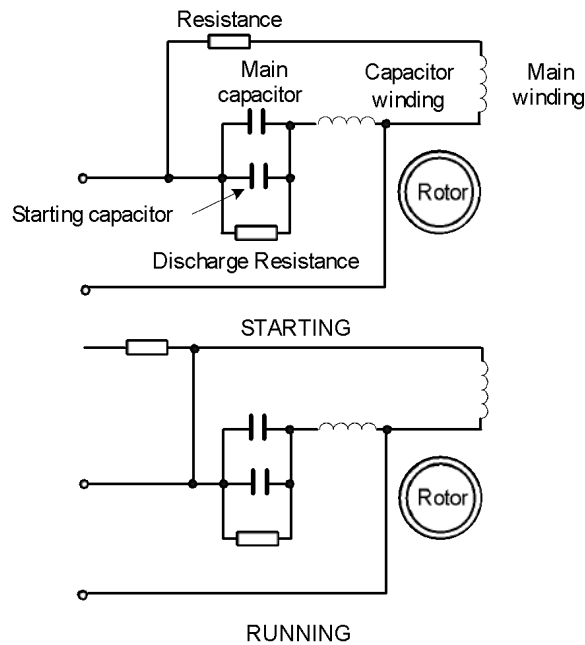 Resistance
Main
capacitor
Capacitor
winding
Main
winding
Rotor
Starting capacitor
Discharge Resistance
STARTING
Rotor
RUNNING